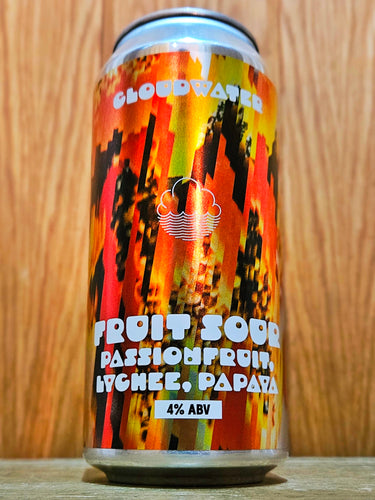 CLOUDWATER
FRUIT SOUR
PASSIONFRUIT,
LYCHEE, PAPAYA
4% ABV